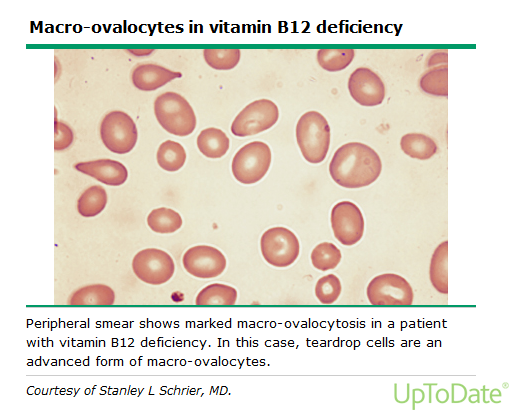 Macro-ovalocytes in vitamin B12 deficiency
Peripheral smear shows marked macro-ovalocytosis in a patient
with vitamin B12 deficiency. In this case, teardrop cells are an
advanced form of macro-ovalocytes.
Courtesy of Stanley L Schrier, MD.
UpToDate®